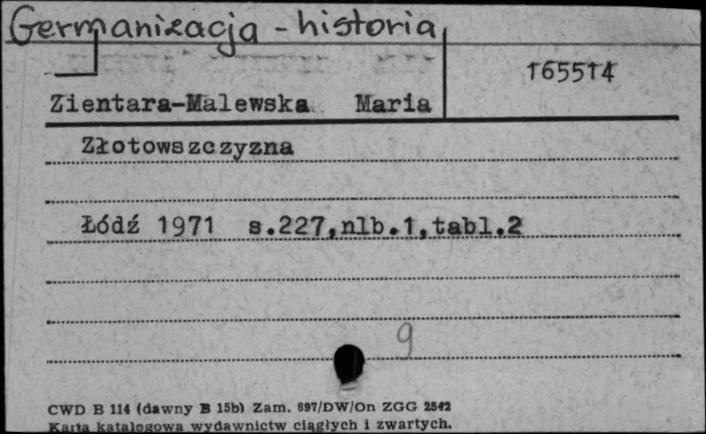 Germanizacja - historia
165514
Zientara-Malewska Maria
Złotowszczyzna
Łódź 1971 s.227,nlb.1,tabl.2
9
CWD B 114 (dawny B 15b) Zam. 897/DW/On ZGG 2542
Karta katalogowa wydawnictw ciągłych i zwartych.